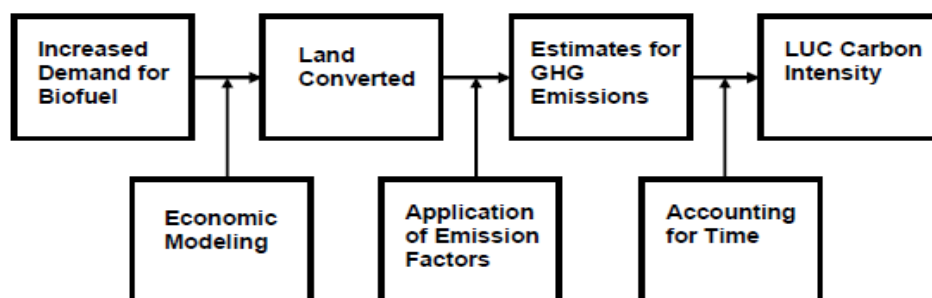 Increased
Demand for
Biofuel
Land
Converted
Estimates for
GHG
Emissions
LUC Carbon
Intensity
Economic
Modeling
Application
of Emission
Factors
Accounting
for Time